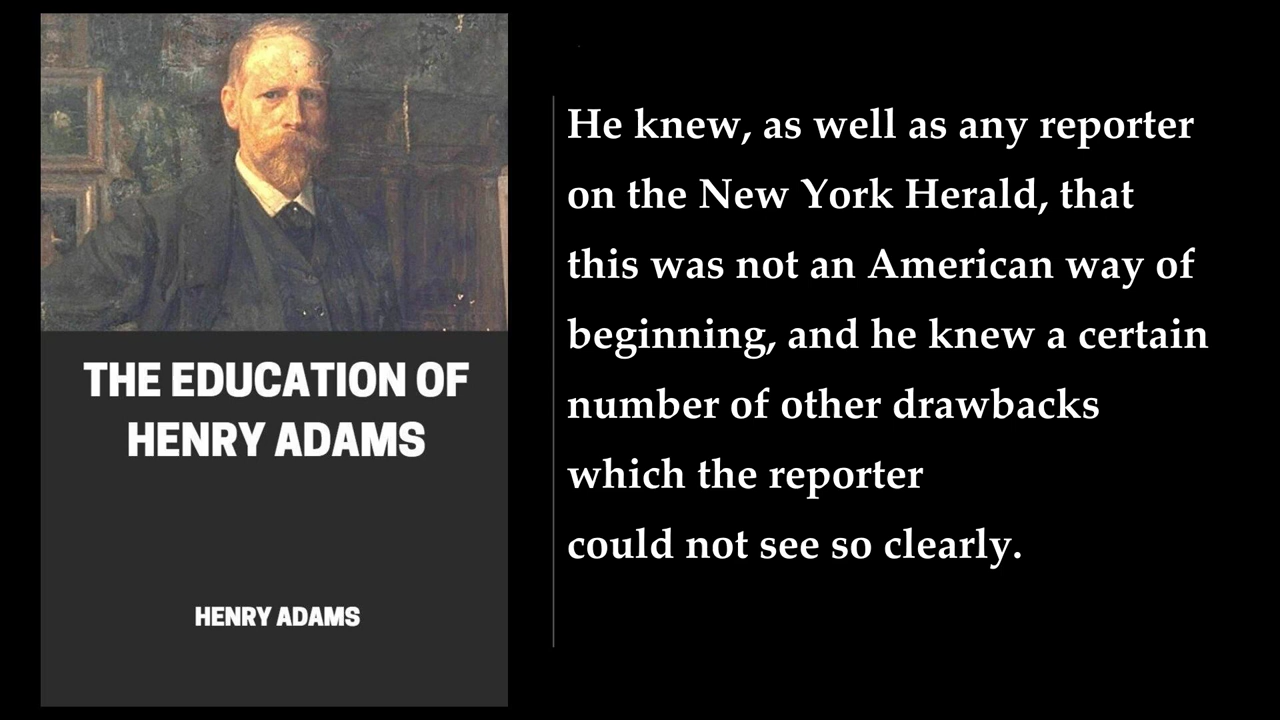 THE EDUCATION OF
HENRY ADAMS
HENRY ADAMS
He knew, as well as any reporter
on the New York Herald, that
this was not an American way of
beginning, and he knew a certain
number of other drawbacks
which the reporter
could not see so clearly.